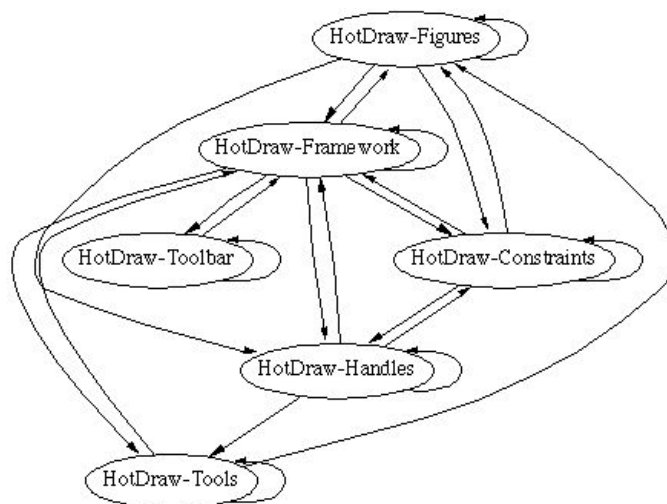 HotDraw-Figures
HotDraw-Framework
HotDraw-Toolbar
HotDraw-Constraints
HotDraw-Handles
HotDraw-Tools